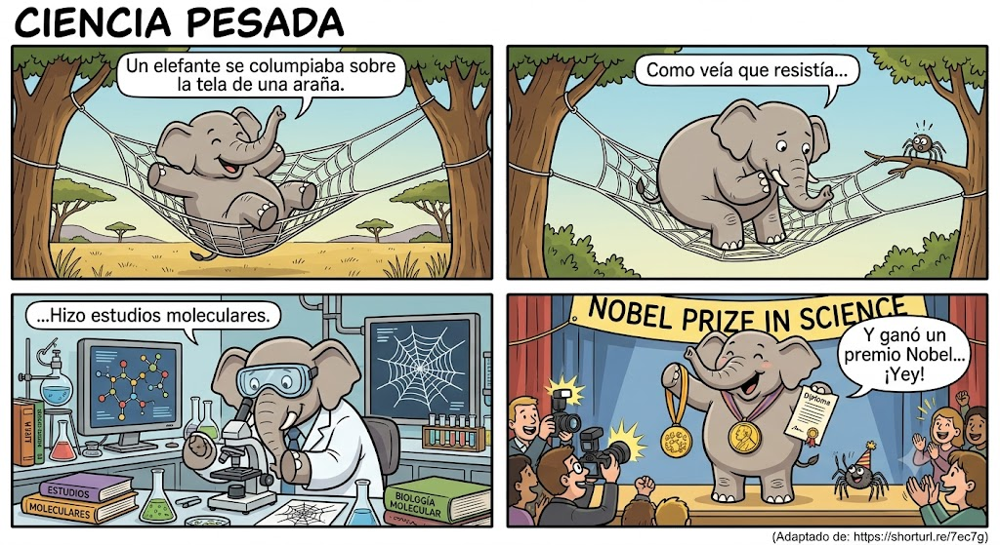 CIENCIA PESADA
Un elefante se columpiaba sobre
la tela de una araña.
Como veía que resistía...
...Hizo estudios moleculares.
ESTUDIOS
MOLECULARES
BIOLOGÍA
MOLECULAR
NOBEL PRIZE IN SCIENCE
Y ganó un
premio Nobel...
¡Yey!
Diploma
(Adaptado de: https://shorturl.re/7ec7g)